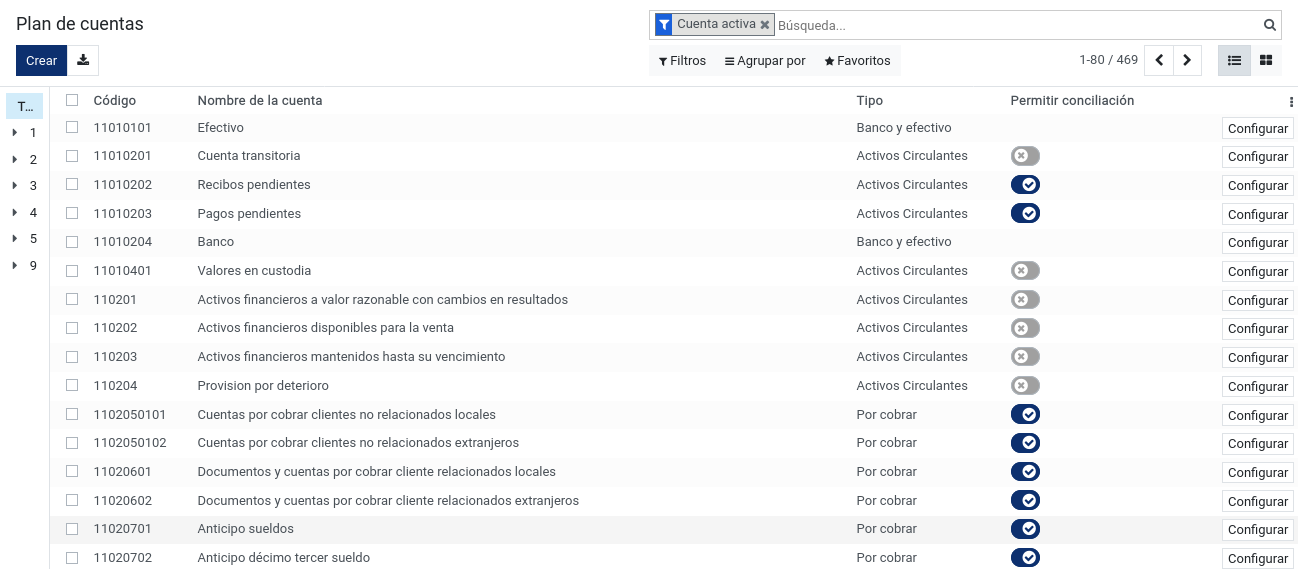 Plan de cuentas
Cuenta activa Búsqueda...
Crear
Filtros Agrupar por Favoritos
1-80 / 469
T...
1
2
3
4
5
9
Código Nombre de la cuenta Tipo Permitir conciliación
11010101 Efectivo Banco y efectivo Configurar
11010201 Cuenta transitoria Activos Circulantes Configurar
11010202 Recibos pendientes Activos Circulantes Configurar
11010203 Pagos pendientes Activos Circulantes Configurar
11010204 Banco Banco y efectivo Configurar
11010401 Valores en custodia Activos Circulantes Configurar
110201 Activos financieros a valor razonable con cambios en resultados Activos Circulantes Configurar
110202 Activos financieros disponibles para la venta Activos Circulantes Configurar
110203 Activos financieros mantenidos hasta su vencimiento Activos Circulantes Configurar
110204 Provision por deterioro Activos Circulantes Configurar
1102050101 Cuentas por cobrar clientes no relacionados locales Por cobrar Configurar
1102050102 Cuentas por cobrar clientes no relacionados extranjeros Por cobrar Configurar
11020601 Documentos y cuentas por cobrar cliente relacionados locales Por cobrar Configurar
11020602 Documentos y cuentas por cobrar cliente relacionados extranjeros Por cobrar Configurar
11020701 Anticipo sueldos Por cobrar Configurar
11020702 Anticipo décimo tercer sueldo Por cobrar Configurar